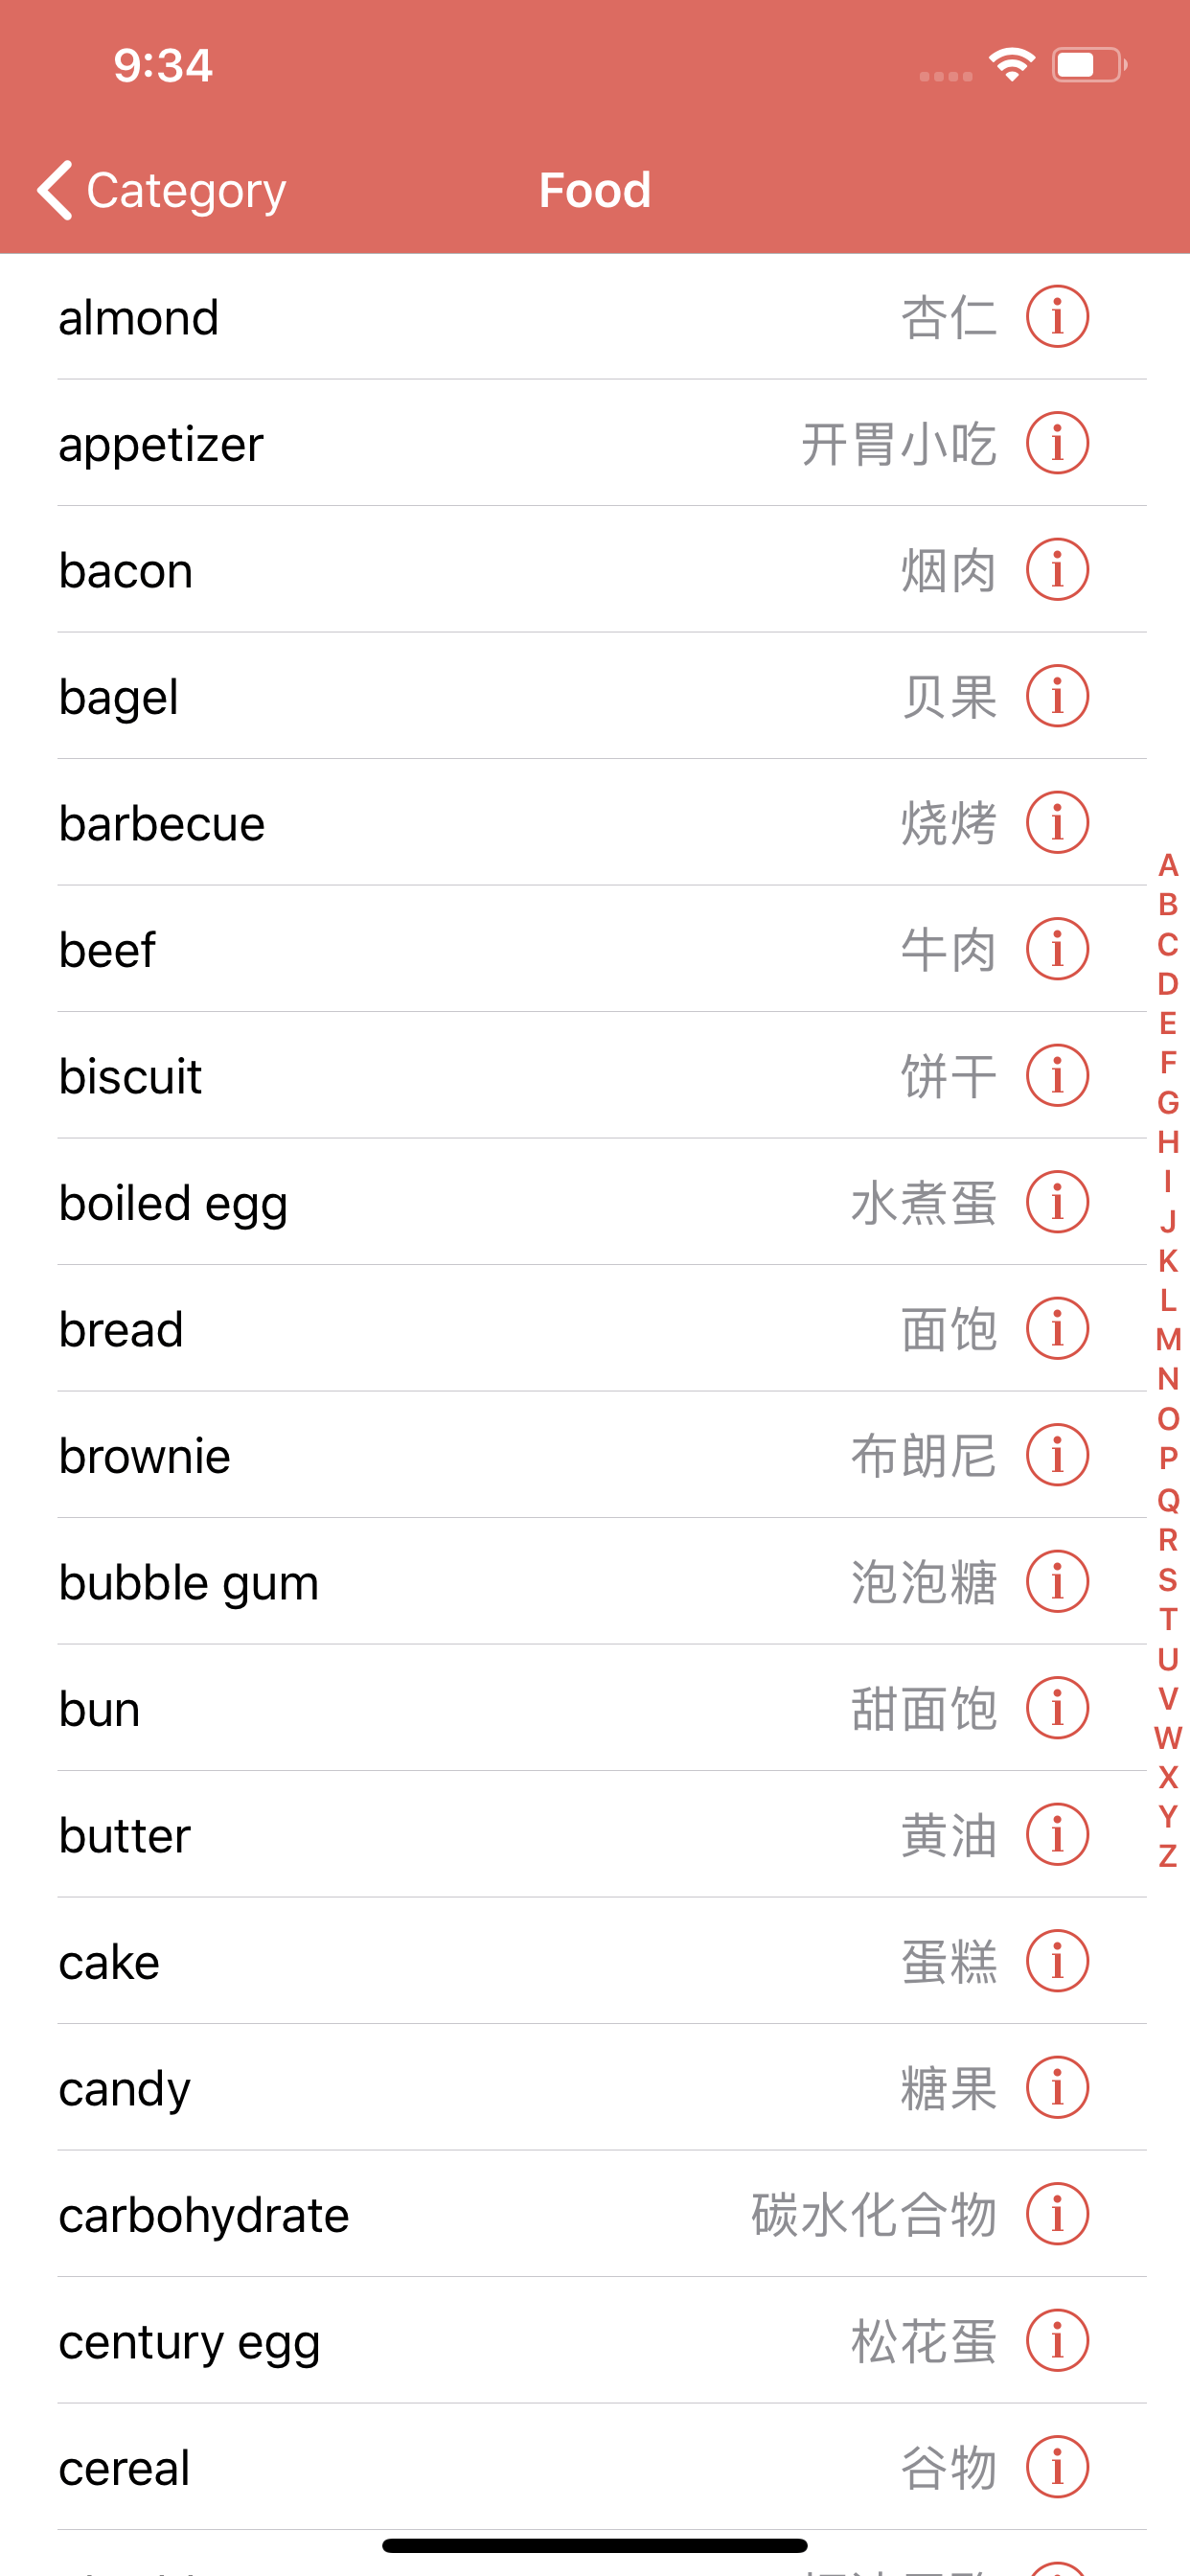 9:34
Category
Food
almond 杏仁
appetizer 开胃小吃
bacon 烟肉
bagel 贝果
barbecue 烧烤
beef 牛肉
biscuit 饼干
boiled egg 水煮蛋
bread 面饱
brownie 布朗尼
bubble gum 泡泡糖
bun 甜面饱
butter 黄油
cake 蛋糕
candy 糖果
carbohydrate 碳水化合物
century egg 松花蛋
cereal 谷物
A
B
C
D
E
F
G
H
I
J
K
L
M
N
O
P
Q
R
S
T
U
V
W
X
Y
Z